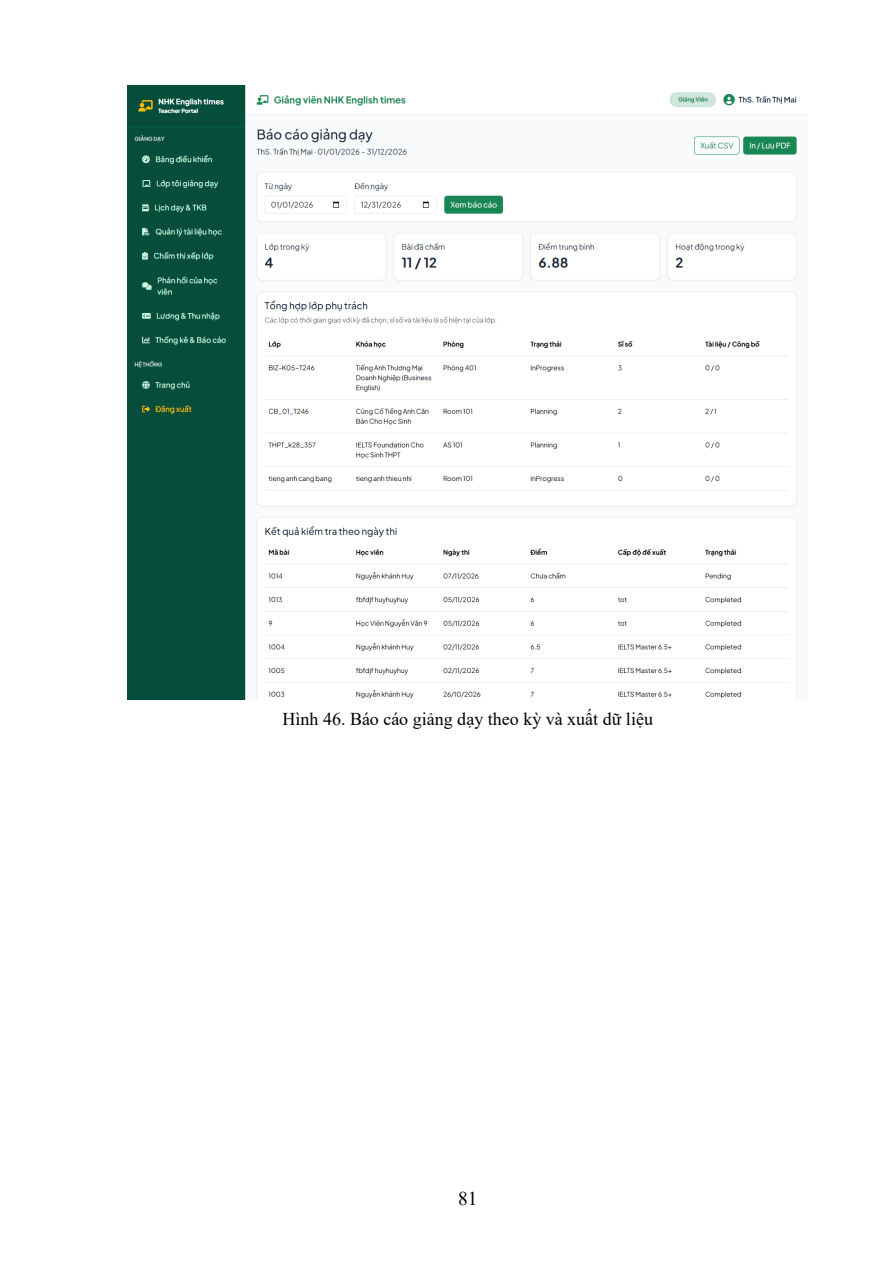 NHK English times
Teacher Portal
GIẢNG DẠY
Bảng điều khiển
Lớp tôi giảng dạy
Lịch dạy & TKB
Quản lý tài liệu học
Chấm thi xếp lớp
Phản hồi của học
viên
Lương & Thu nhập
Thống kê & Báo cáo
HỆ THỐNG
Trang chủ
Đăng xuất
Giảng viên NHK English times
Giảng Viên
ThS. Trần Thị Mai
Báo cáo giảng dạy
ThS. Trần Thị Mai · 01/01/2026 – 31/12/2026
Xuất CSV
In / Lưu PDF
Từ ngày
Đến ngày
01/01/2026
12/31/2026
Xem báo cáo
Lớp trong kỳ
4
Bài đã chấm
11 / 12
Điểm trung bình
6.88
Hoạt động trong kỳ
2
Tổng hợp lớp phụ trách
Các lớp có thời gian giao với kỳ đã chọn; sĩ số và tài liệu là số hiện tại của lớp.
Lớp Khóa học Phòng Trạng thái Sĩ số Tài liệu / Công bố
BIZ-K05-T246 Tiếng Anh Thương Mại Doanh Nghiệp (Business English) Phòng 401 InProgress 3 0 / 0
CB_01_T246 Củng Cố Tiếng Anh Căn Bản Cho Học Sinh Room 101 Planning 2 2 / 1
THPT_k28_357 IELTS Foundation Cho Học Sinh THPT AS 101 Planning 1 0 / 0
tieng anh cang bang tieng anh thieu nhi Room 101 InProgress 0 0 / 0
Kết quả kiểm tra theo ngày thi
Mã bài Học viên Ngày thi Điểm Cấp độ đề xuất Trạng thái
1014 Nguyễn khánh Huy 07/11/2026 Chưa chấm Pending
1013 fbfdjf huyhuyhuy 05/11/2026 6 tot Completed
9 Học Viên Nguyễn Văn 9 05/11/2026 6 tot Completed
1004 Nguyễn khánh Huy 02/11/2026 6.5 IELTS Master 6.5+ Completed
1005 fbfdjf huyhuyhuy 02/11/2026 7 IELTS Master 6.5+ Completed
1003 Nguyễn khánh Huy 26/10/2026 7 IELTS Master 6.5+ Completed
Hình 46. Báo cáo giảng dạy theo kỳ và xuất dữ liệu
81